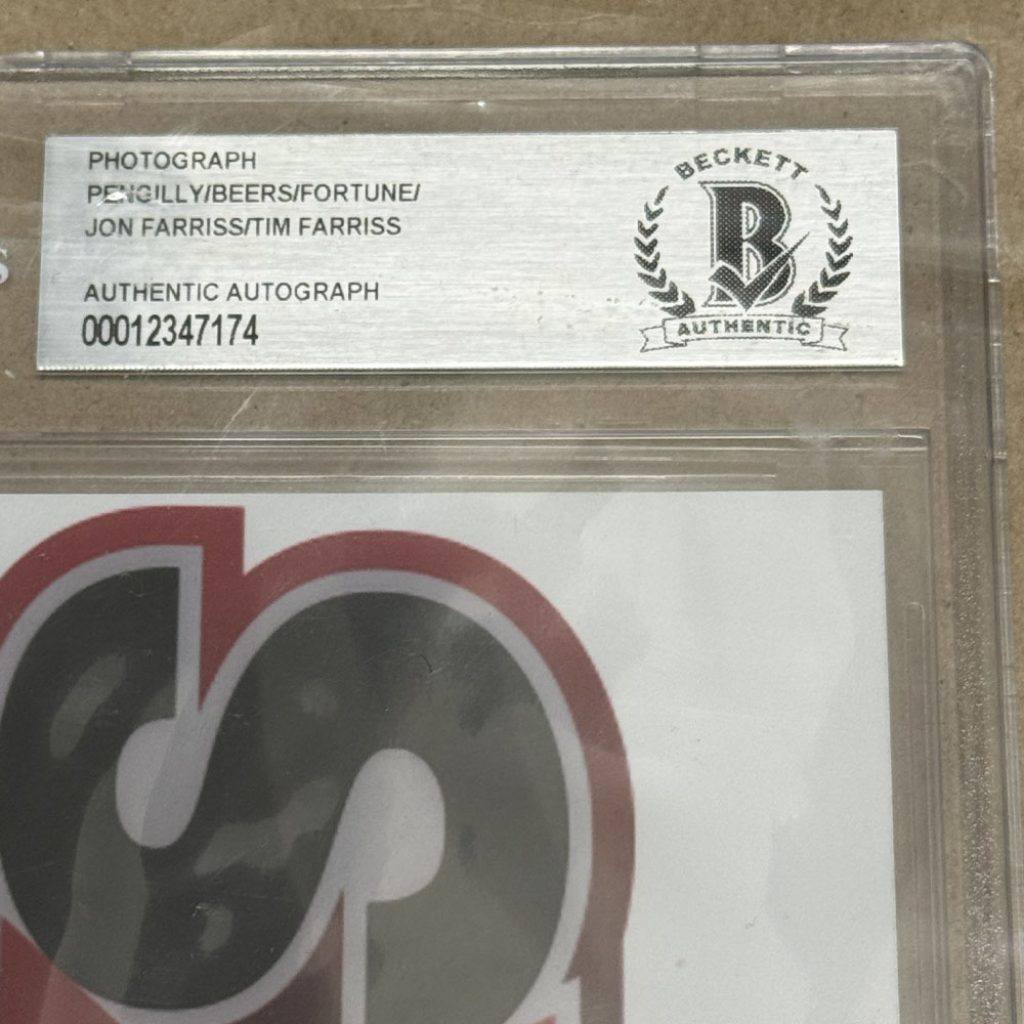 PHOTOGRAPH
PENGILLY/BEERS/FORTUNE/
JON FARRISS/TIM FARRISS
S
AUTHENTIC AUTOGRAPH
00012347174
BECKETT
B
AUTHENTIC
S